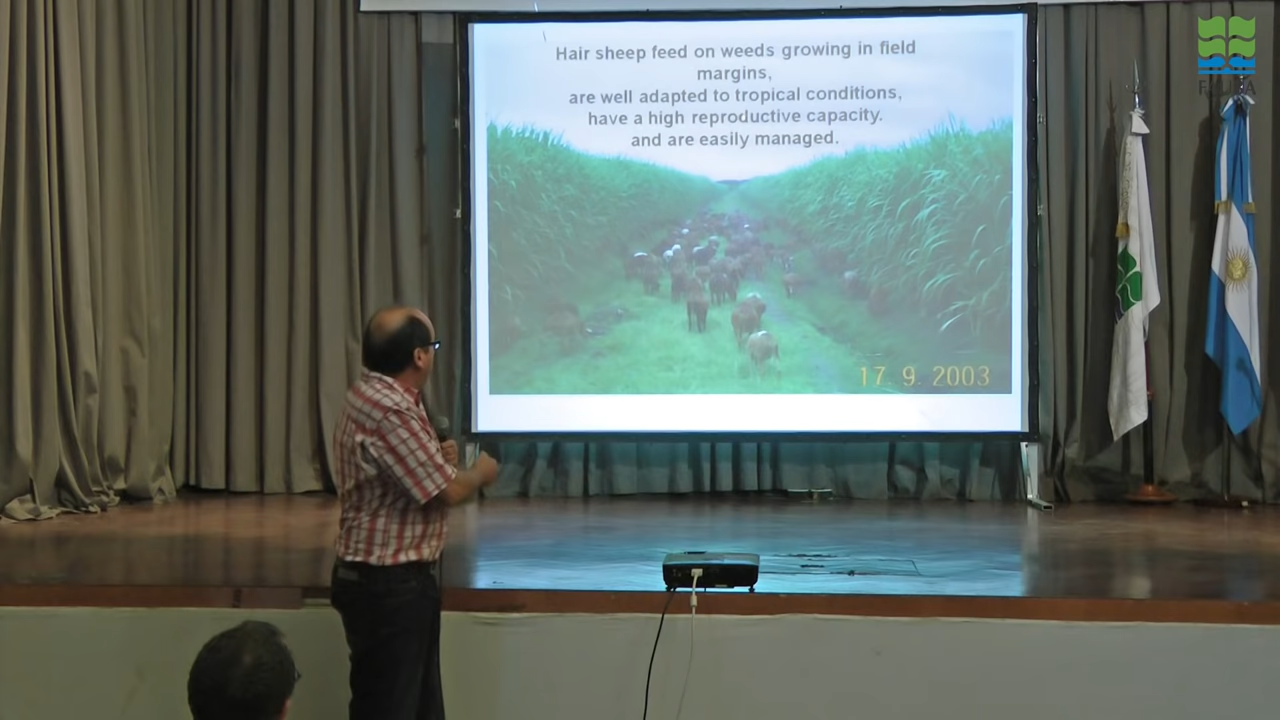 Hair sheep feed on weeds growing in field
margins,
are well adapted to tropical conditions,
have a high reproductive capacity.
and are easily managed.
17. 9. 2003